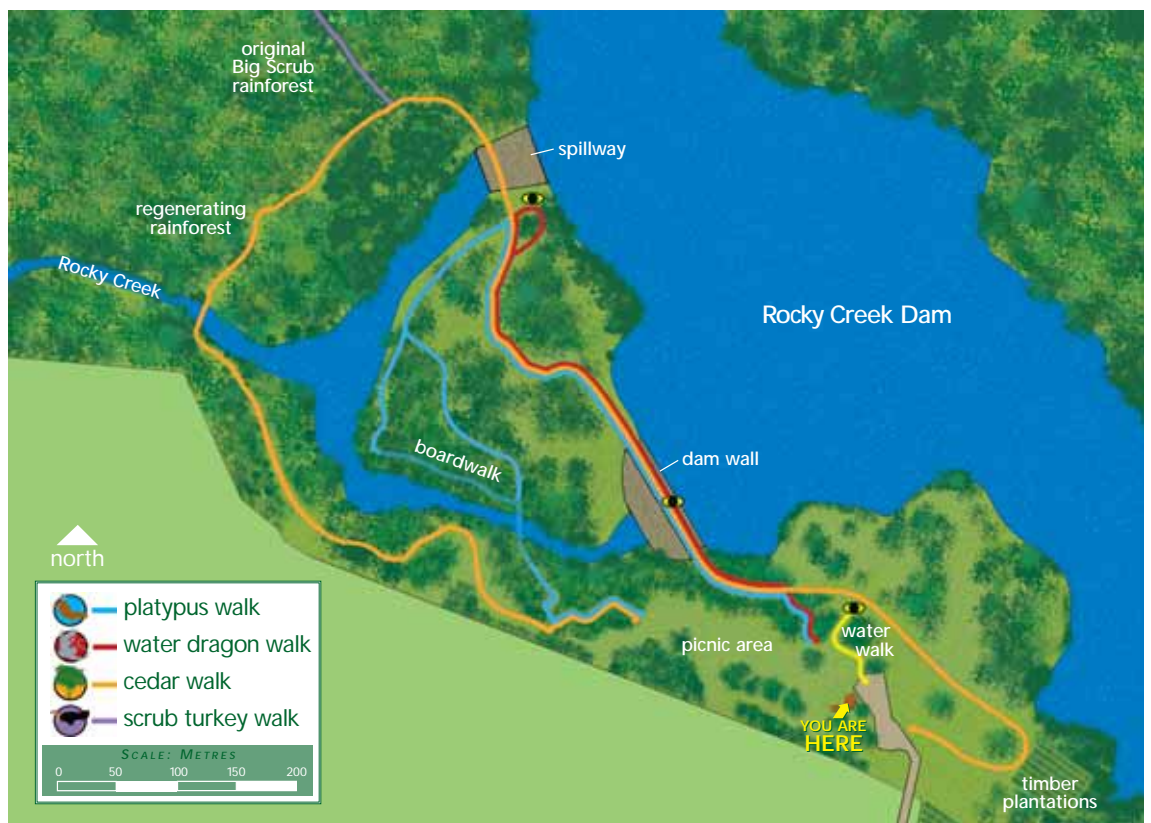 original
Big Scrub
rainforest
spillway
regenerating
rainforest
Rocky Creek
Rocky Creek Dam
boardwalk
dam wall
north
platypus walk
water dragon walk
cedar walk
scrub turkey walk
SCALE: METRES
0 50 100 150 200
picnic area
water
walk
YOU ARE
HERE
timber
plantations